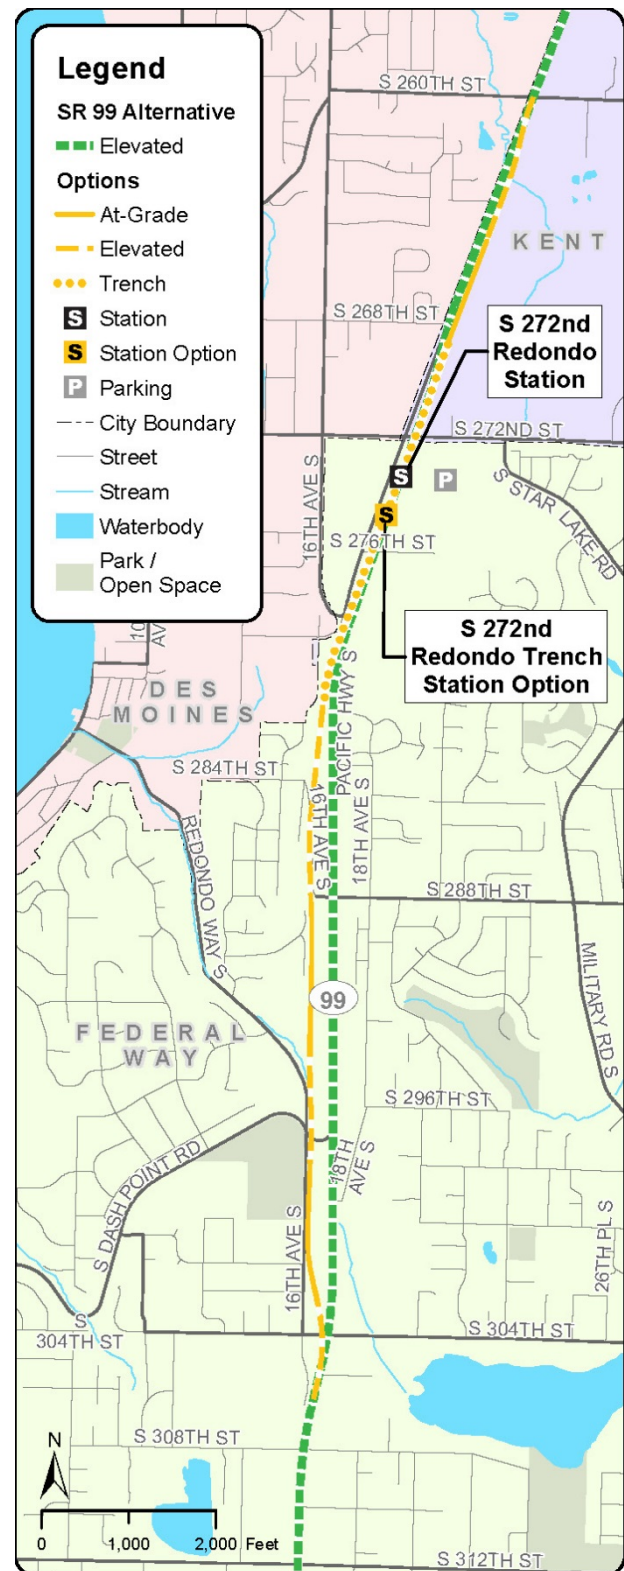 Legend
SR 99 Alternative
Elevated
Options
At-Grade
Elevated
Trench
S Station
S Station Option
P Parking
City Boundary
Street
Stream
Waterbody
Park /
Open Space
S 260TH ST
KENT
S 268TH ST
S 272nd
Redondo
Station
S 272ND ST
16TH AVE S
S
P
S STAR LAKE RD
S
S 276TH ST
S 272nd
Redondo Trench
Station Option
AVE
DES
MOINES
PACIFIC HWY S
S 284TH ST
16TH AVE S
18TH AVE S
REDONDO WAY S
S 288TH ST
MILITARY RD S
99
FEDERAL
WAY
S 296TH ST
S DASH POINT RD
18TH
AVE S
16TH AVE S
26TH PL S
S
304TH ST
S 304TH ST
S 308TH ST
N
0 1,000 2,000 Feet
S 312TH ST